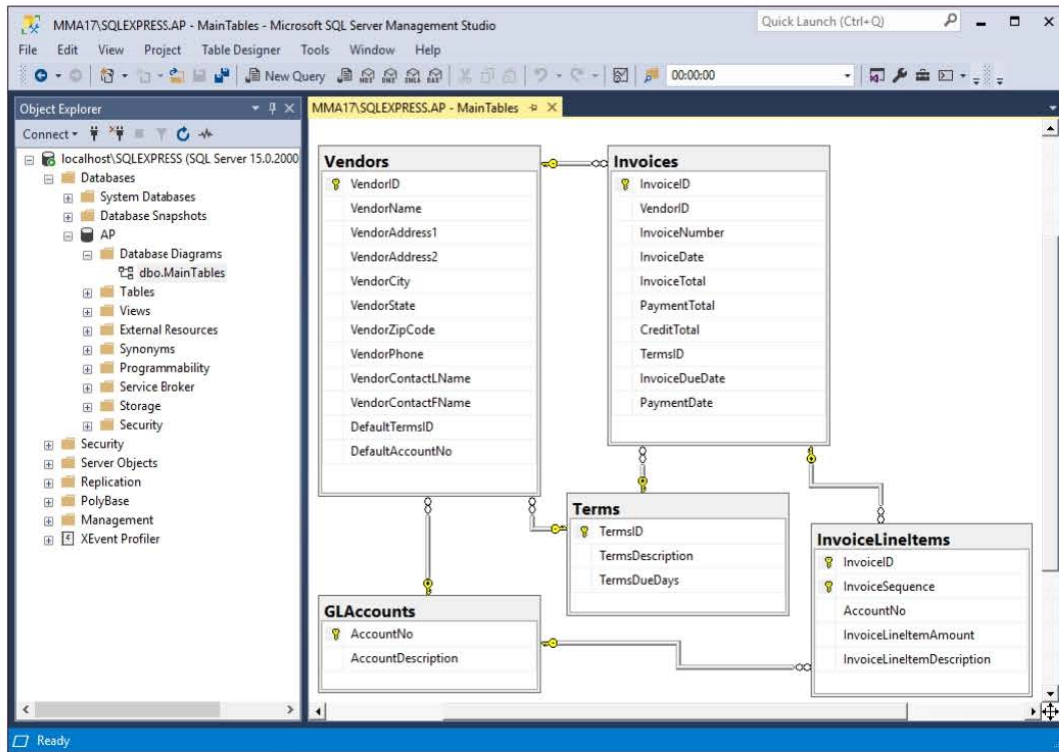 MMA17\SQLEXPRESS.AP - MainTables - Microsoft SQL Server Management Studio
Quick Launch (Ctrl+Q)
File Edit View Project Table Designer Tools Window Help
New Query
00:00:00
Object Explorer
Connect
localhost\SQLEXPRESS (SQL Server 15.0.2000
Databases
System Databases
Database Snapshots
AP
Database Diagrams
dbo.MainTables
Tables
Views
External Resources
Synonyms
Programmability
Service Broker
Storage
Security
Security
Server Objects
Replication
PolyBase
Management
XEvent Profiler
MMA17\SQLEXPRESS.AP - MainTables
Vendors
VendorID
VendorName
VendorAddress1
VendorAddress2
VendorCity
VendorState
VendorZipCode
VendorPhone
VendorContactLName
VendorContactFName
DefaultTermsID
DefaultAccountNo
Invoices
InvoiceID
VendorID
InvoiceNumber
InvoiceDate
InvoiceTotal
PaymentTotal
CreditTotal
TermsID
InvoiceDueDate
PaymentDate
Terms
TermsID
TermsDescription
TermsDueDays
InvoiceLineItems
InvoiceID
InvoiceSequence
AccountNo
InvoiceLineItemAmount
InvoiceLineItemDescription
GLAccounts
AccountNo
AccountDescription
Ready